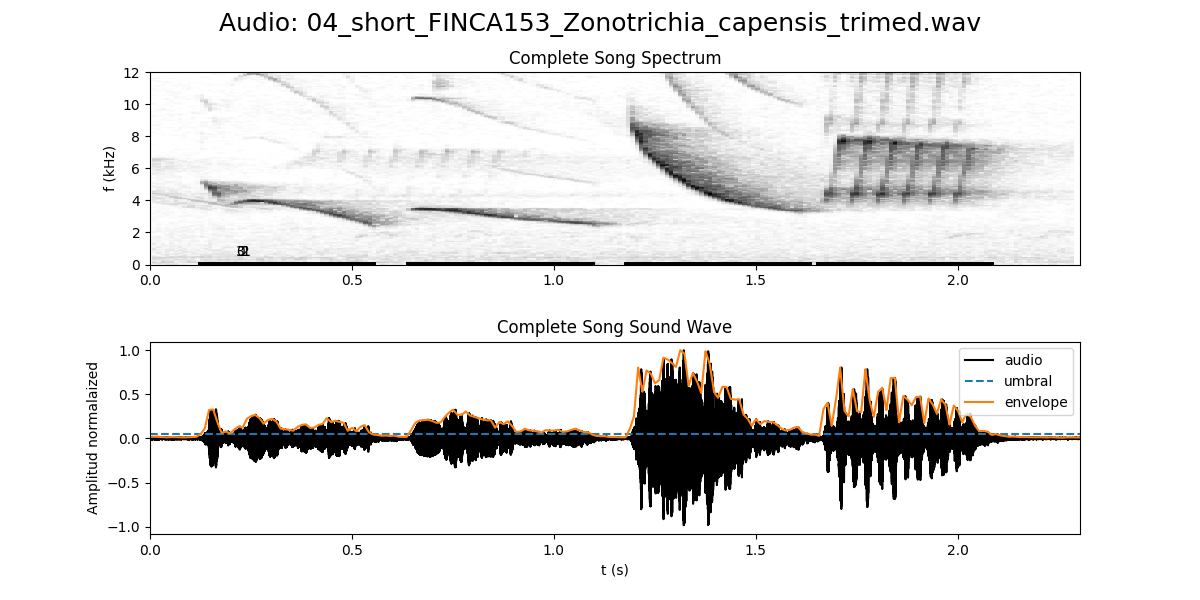 Audio: 04_short_FINCA153_Zonotrichia_capensis_trimed.wav
Complete Song Spectrum
f (kHz)
12
10
8
6
4
2
0
0.0 0.5 1.0 1.5 2.0
Complete Song Sound Wave
Amplitud normalaized
1.0
0.5
0.0
−0.5
−1.0
audio
umbral
envelope
0.0 0.5 1.0 1.5 2.0
t (s)